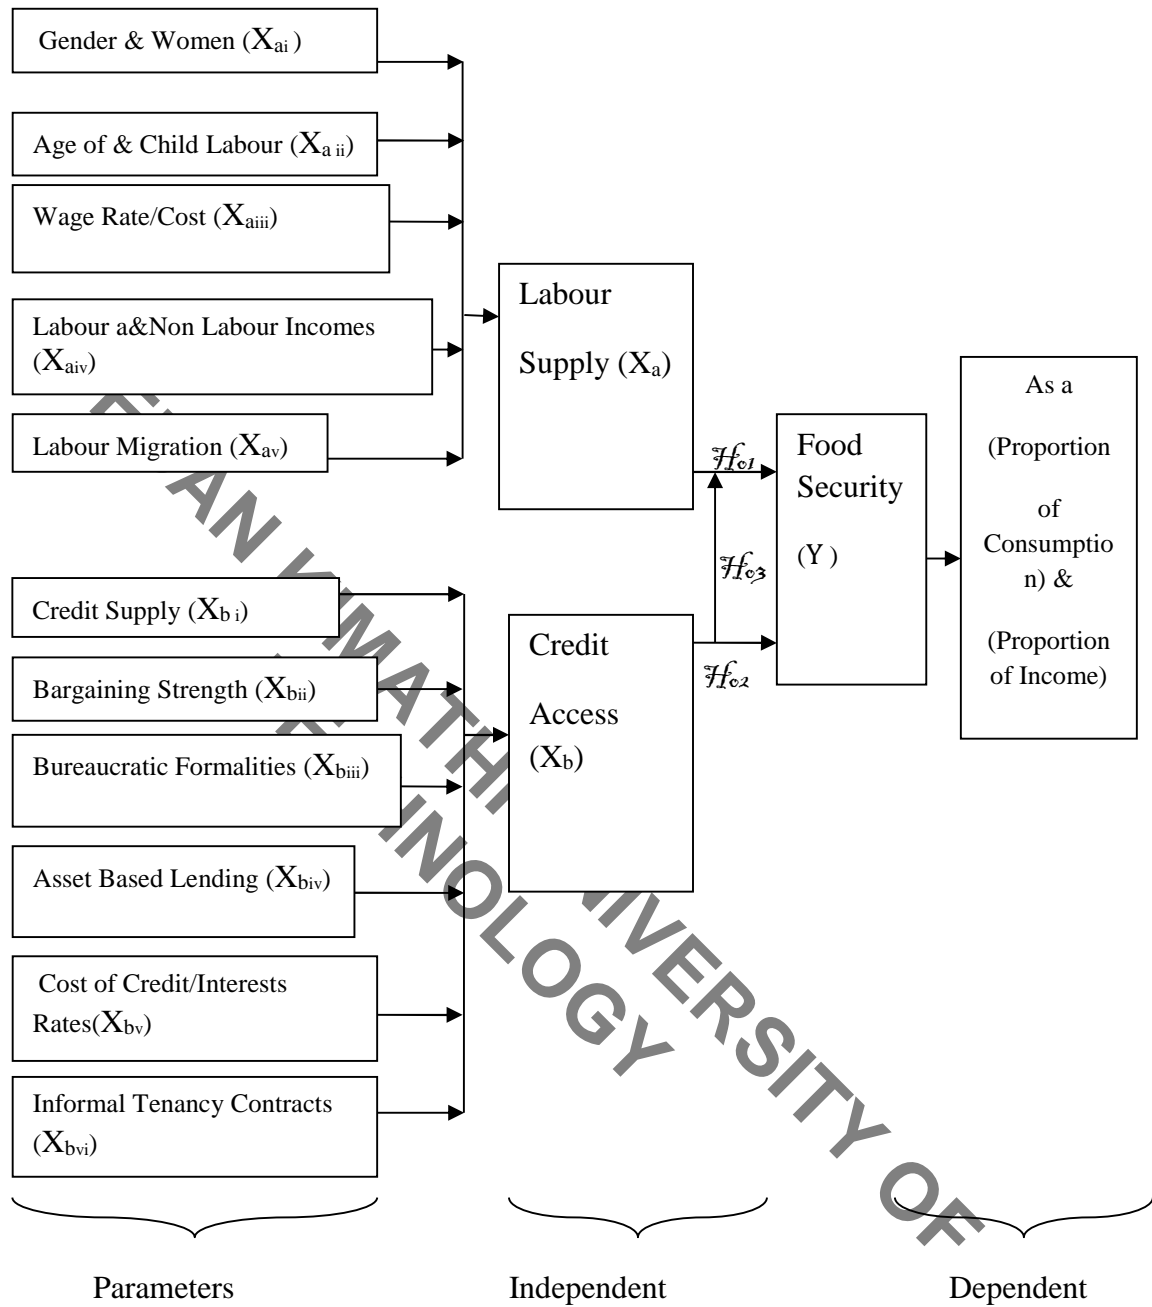 Gender & Women (Xai )
Age of & Child Labour (Xa ii)
Wage Rate/Cost (Xaiii)
Labour a&Non Labour Incomes
(Xaiv)
Labour Migration (Xav)
Credit Supply (Xb i)
Bargaining Strength (Xbii)
Bureaucratic Formalities (Xbiii)
Asset Based Lending (Xbiv)
Cost of Credit/Interests
Rates(Xbv)
Informal Tenancy Contracts
(Xbvi)
Labour
Supply (Xa)
Credit
Access
(Xb)
Ho1
Ho3
Ho2
Food
Security
(Y )
As a
(Proportion
of
Consumptio
n) &
(Proportion
of Income)
Parameters
Independent
Dependent
KIMATHI UNIVERSITY OF